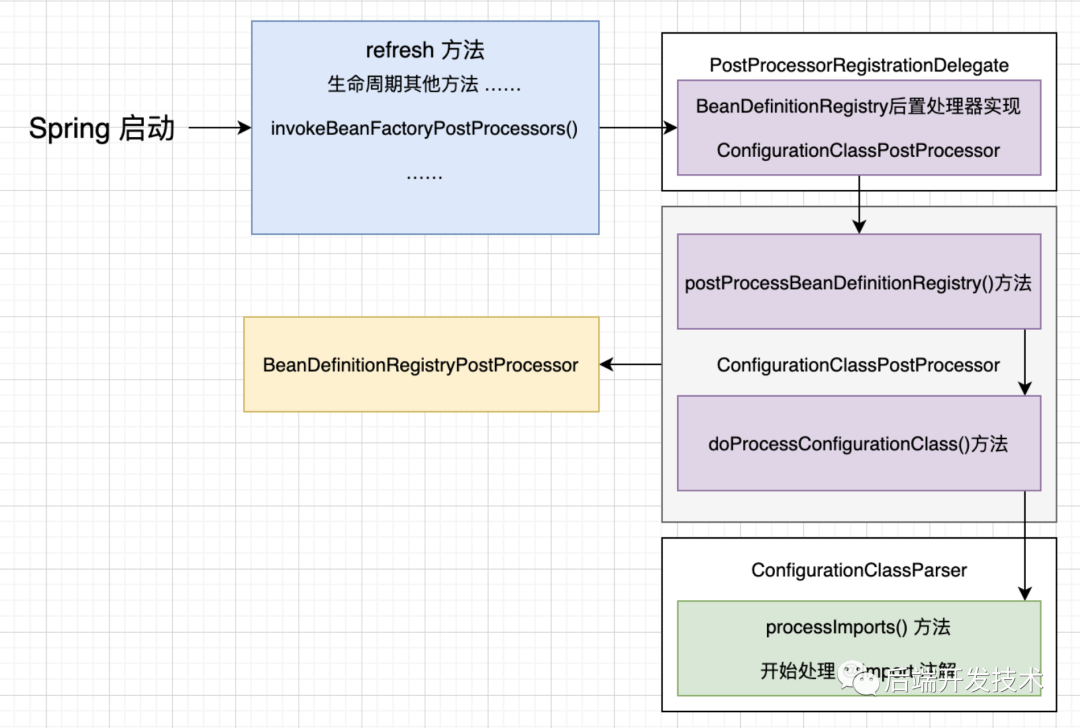 Spring 启动
refresh 方法
生命周期其他方法 ......
invokeBeanFactoryPostProcessors()
......
PostProcessorRegistrationDelegate
BeanDefinitionRegistry后置处理器实现
ConfigurationClassPostProcessor
postProcessBeanDefinitionRegistry()方法
ConfigurationClassPostProcessor
doProcessConfigurationClass()方法
BeanDefinitionRegistryPostProcessor
ConfigurationClassParser
processImports() 方法
开始处理 Import 注解
后端开发技术